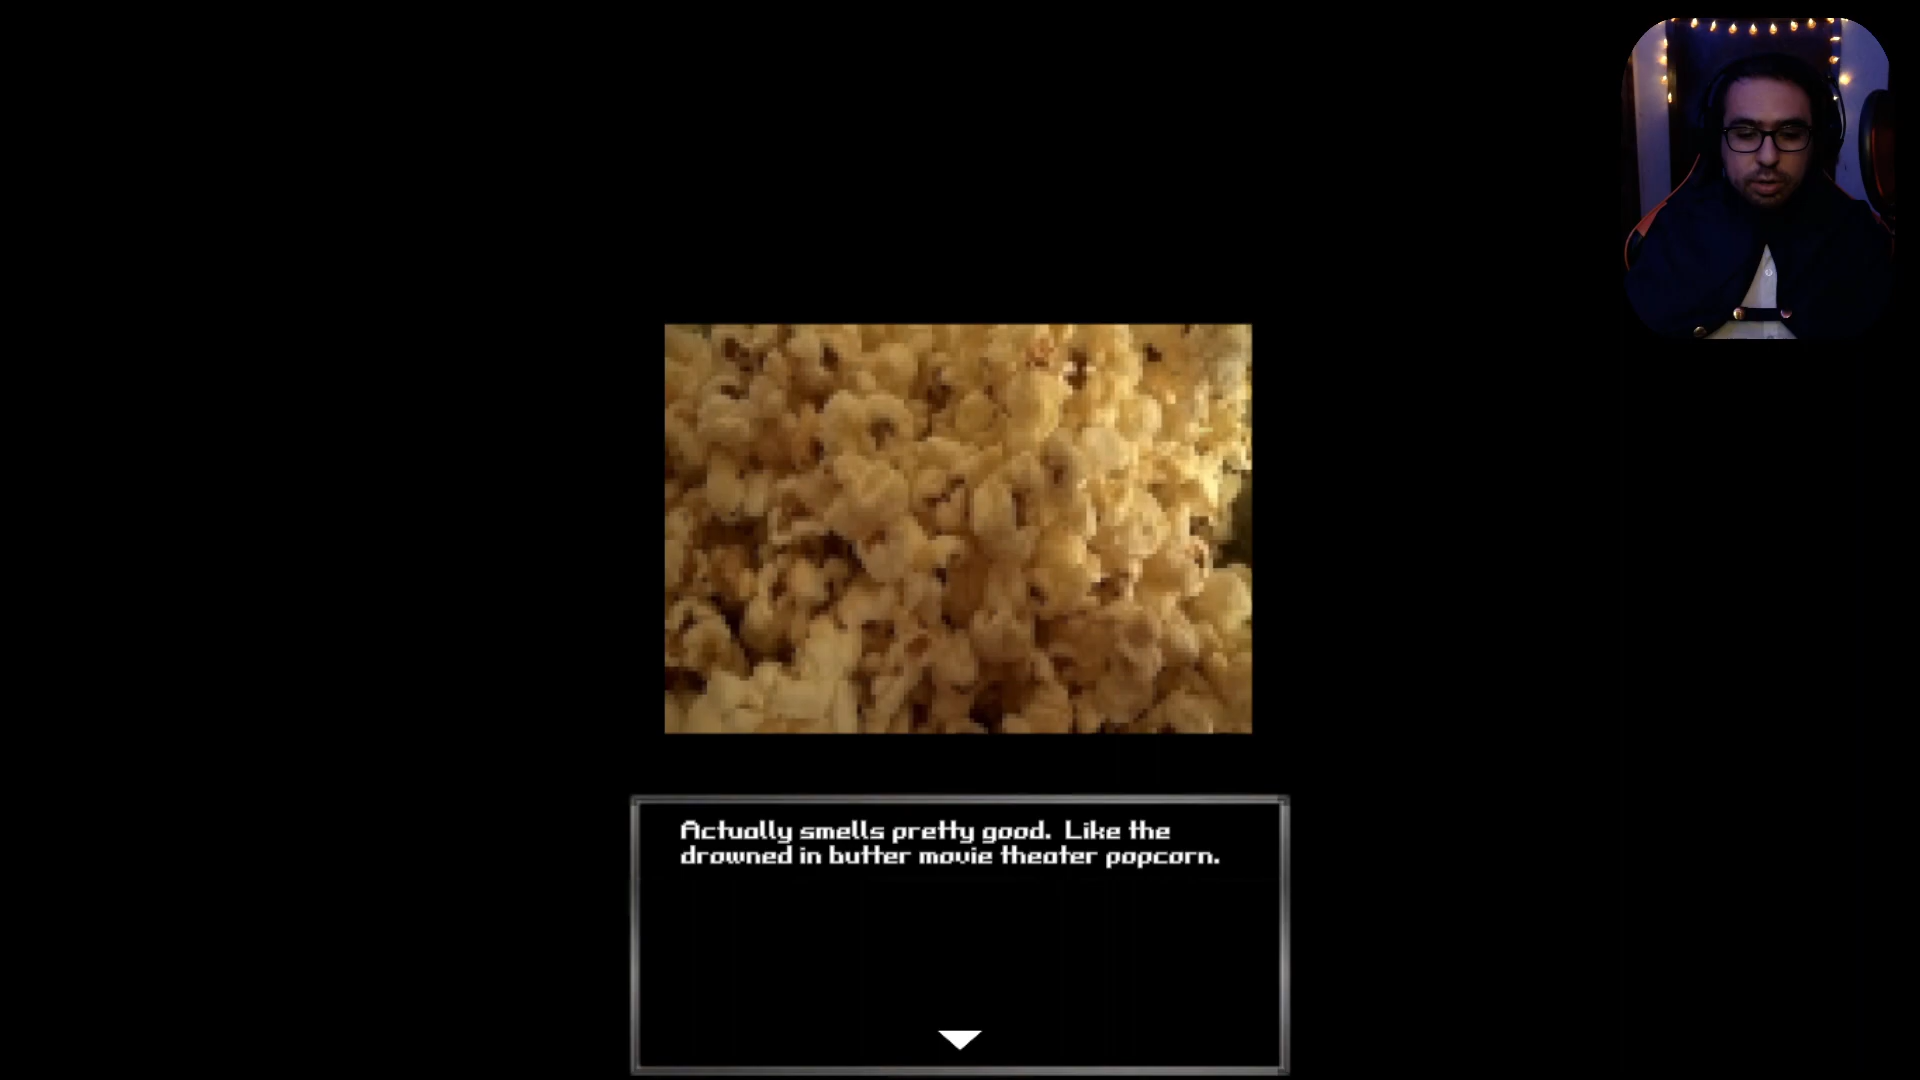 Actually smells pretty good. Like the
drowned in butter movie theater popcorn.